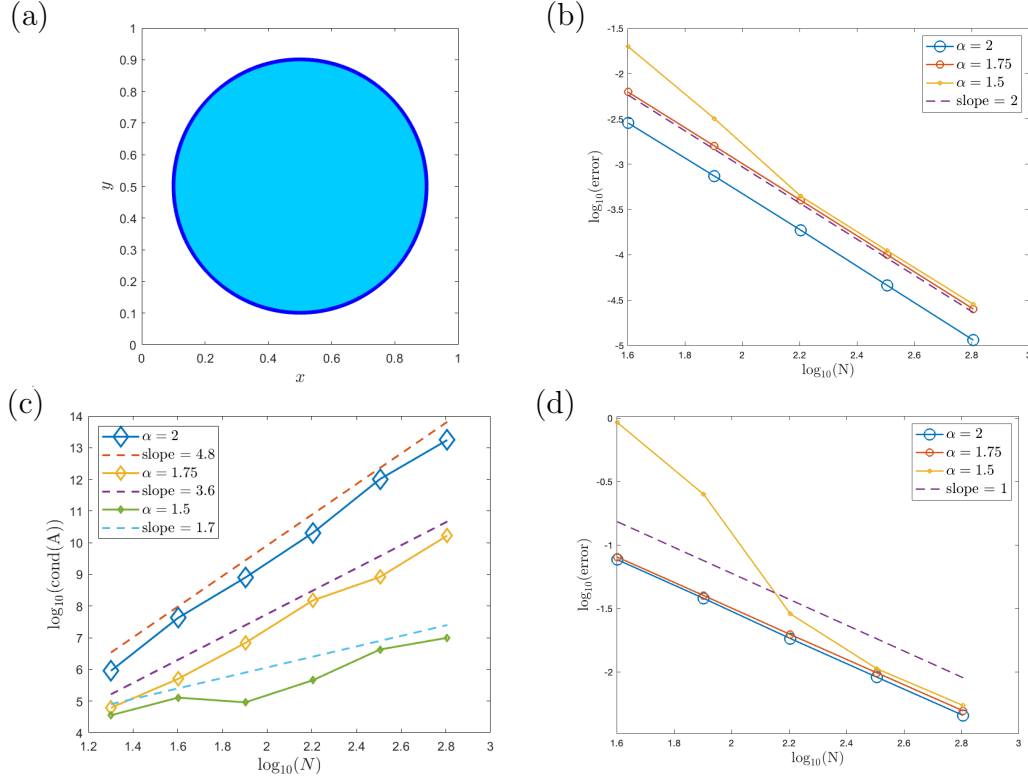 (a)
1
0.9
0.8
0.7
0.6
0.5
0.4
0.3
0.2
0.1
0
y
0
0.2
0.4
0.6
0.8
1
x
(b)
-1.5
-2
-2.5
-3
-3.5
-4
-4.5
-5
log₁₀(error)
1.6
1.8
2
2.2
2.4
2.6
2.8
3
log₁₀(N)
α = 2
α = 1.75
α = 1.5
slope = 2
(c)
14
13
12
11
10
9
8
7
6
5
4
log₁₀(cond(A))
1.2
1.4
1.6
1.8
2
2.2
2.4
2.6
2.8
3
log₁₀(N)
α = 2
slope = 4.8
α = 1.75
slope = 3.6
α = 1.5
slope = 1.7
(d)
0
-0.5
-1
-1.5
-2
log₁₀(error)
1.6
1.8
2
2.2
2.4
2.6
2.8
3
log₁₀(N)
α = 2
α = 1.75
α = 1.5
slope = 1